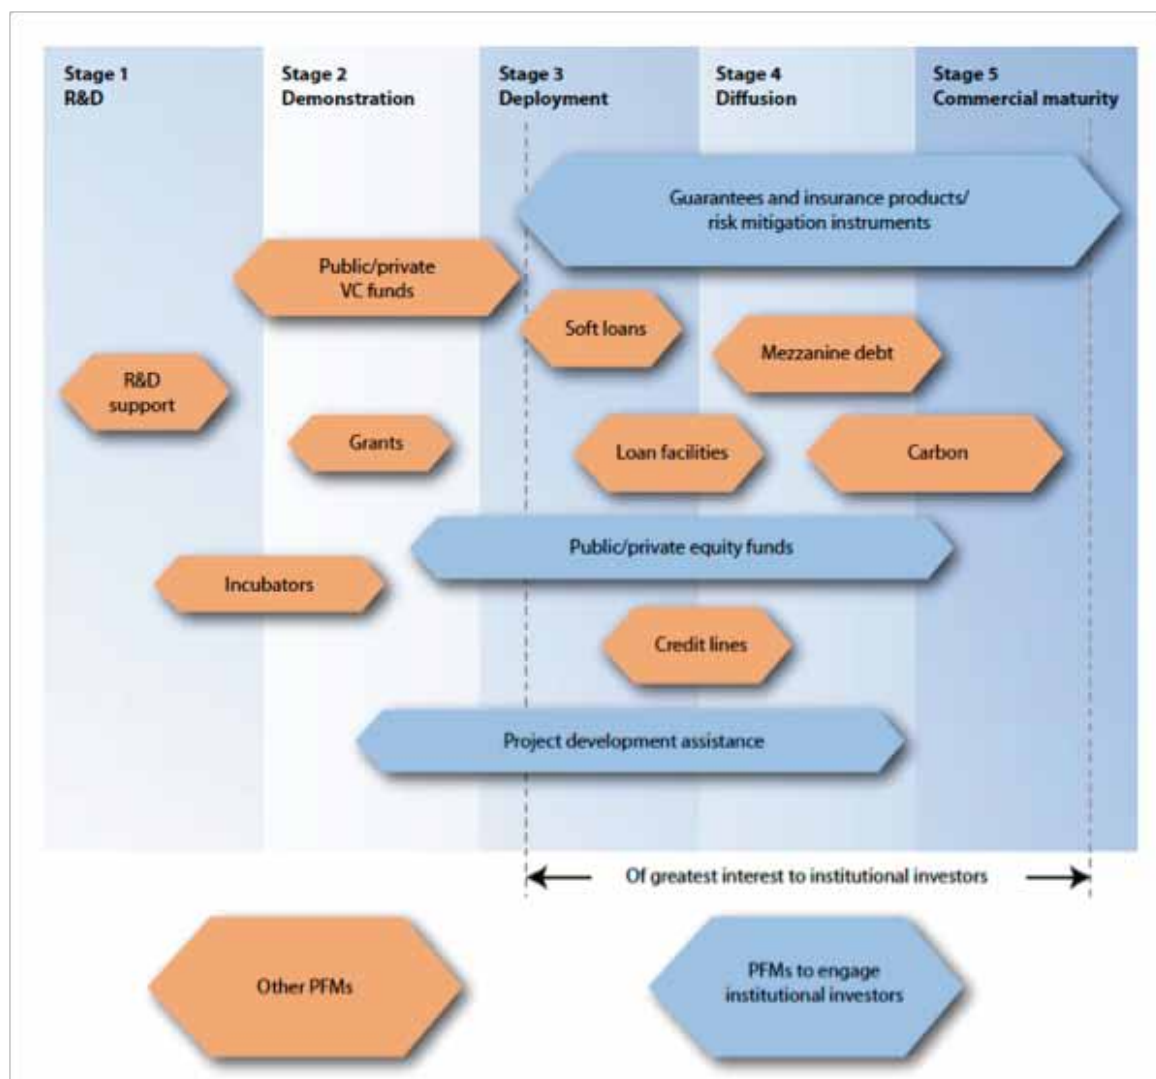 Stage 1
R&D
Stage 2
Demonstration
Stage 3
Deployment
Stage 4
Diffusion
Stage 5
Commercial maturity
Guarantees and insurance products/
risk mitigation instruments
Public/private
VC funds
Soft loans
Mezzanine debt
R&D
support
Grants
Loan facilities
Carbon
Public/private equity funds
Incubators
Credit lines
Project development assistance
Of greatest interest to institutional investors
Other PFMs
PFMs to engage
institutional investors